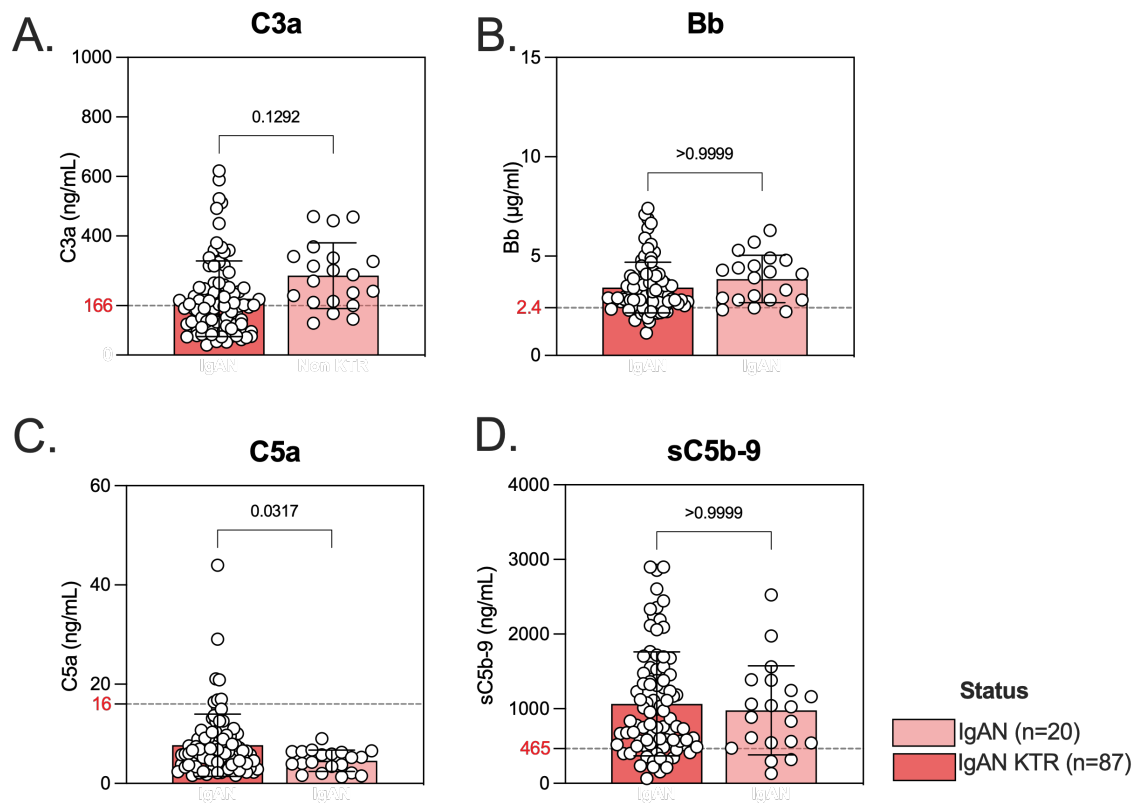 A.
C3a
C3a (ng/mL)
1000
800
600
400
166
0
0.1292
IgAN
Non KTR
B.
Bb
Bb (µg/ml)
15
10
5
2.4
0
>0.9999
IgAN
IgAN
C.
C5a
C5a (ng/mL)
60
40
20
16
0
0.0317
IgAN
IgAN
D.
sC5b-9
sC5b-9 (ng/mL)
4000
3000
2000
1000
465
0
>0.9999
IgAN
IgAN
Status
IgAN (n=20)
IgAN KTR (n=87)